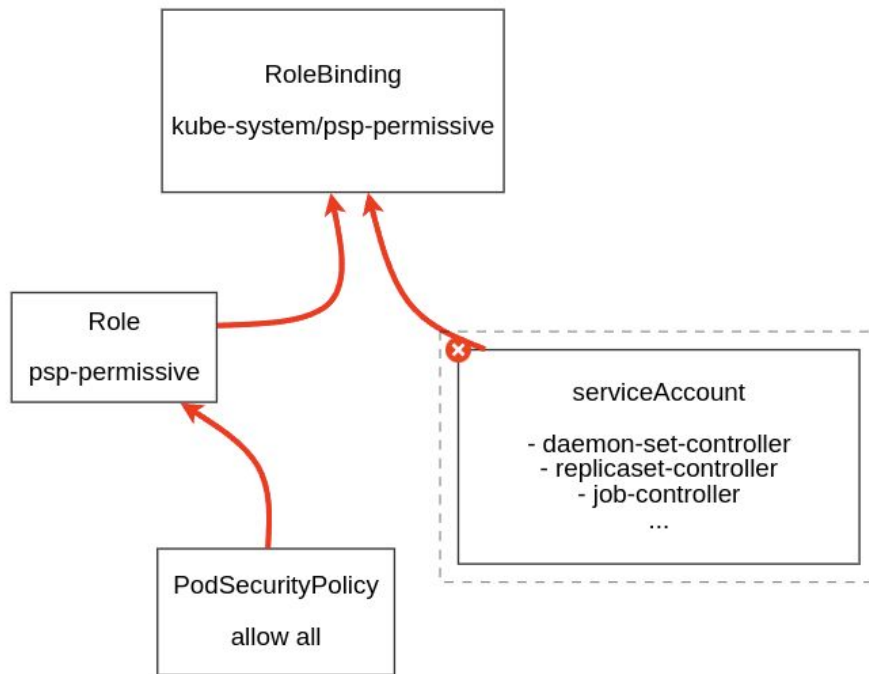 RoleBinding
kube-system/psp-permissive
Role
psp-permissive
serviceAccount
- daemon-set-controller
- replicaset-controller
- job-controller
...
PodSecurityPolicy
allow all